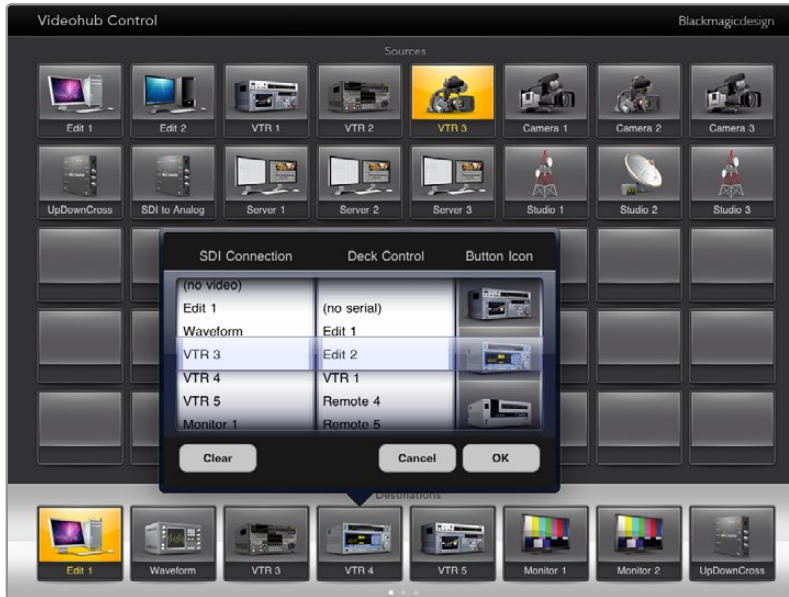 Videohub Control
Blackmagicdesign
Sources
Edit 1
Edit 2
VTR 1
VTR 2
VTR 3
Camera 1
Camera 2
Camera 3
UpDownCross
SDI to Analog
Server 1
Server 2
Server 3
Studio 1
Studio 2
Studio 3
SDI Connection
Deck Control
Button Icon
(no video)
Edit 1
(no serial)
Waveform
Edit 1
VTR 3
Edit 2
VTR 4
VTR 1
VTR 5
Remote 4
Monitor 1
Remote 5
Clear
Cancel
OK
Destinations
Edit 1
Waveform
VTR 3
VTR 4
VTR 5
Monitor 1
Monitor 2
UpDownCross